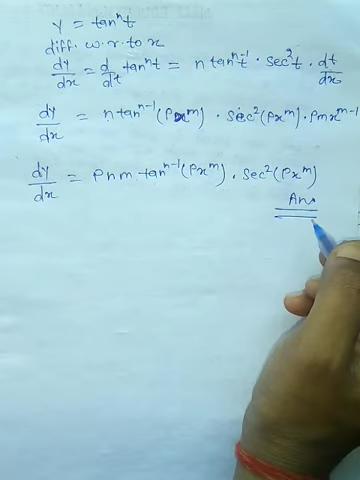 y = tanⁿt
diff. w.r. to x
dy/dx = d/dt tanⁿt = n tanⁿ⁻¹t · sec²t · dt/dx
dy/dx = n tanⁿ⁻¹(pxᵐ) · sec²(pxᵐ) · pmxᵐ⁻¹
dy/dx = pnm tanⁿ⁻¹(pxᵐ) · sec²(pxᵐ)
Ans